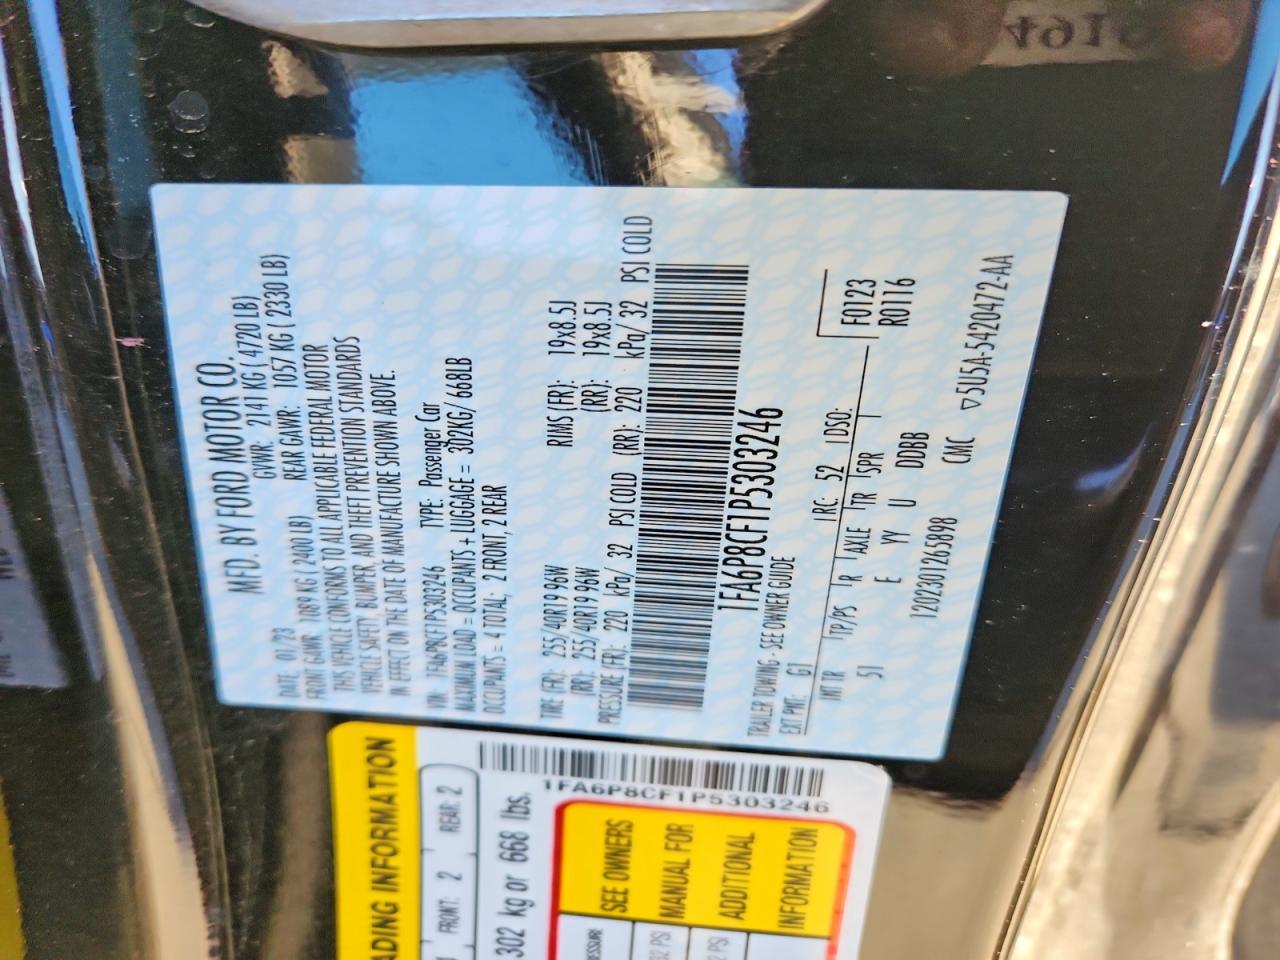 MFD. BY FORD MOTOR CO.
DATE: 01/23 GVWR: 2141 KG ( 4720 LB)
FRONT GAWR: 1089 KG ( 2400 LB) REAR GAWR: 1057 KG ( 2330 LB)
THIS VEHICLE CONFORMS TO ALL APPLICABLE FEDERAL MOTOR
VEHICLE SAFETY, BUMPER, AND THEFT PREVENTION STANDARDS
IN EFFECT ON THE DATE OF MANUFACTURE SHOWN ABOVE.
VIN: 1FA6P8CF1P5303246 TYPE: Passenger Car
MAXIMUM LOAD = OCCUPANTS + LUGGAGE = 302KG/ 668LB
OCCUPANTS = 4 TOTAL; 2 FRONT, 2 REAR
TIRE (FR): 255/40R19 96W RIMS (FR): 19x8.5J
(RR): 255/40R19 96W (RR): 19x8.5J
PRESSURE (FR): 220 kPa/ 32 PSI COLD (RR): 220 kPa/ 32 PSI COLD
1FA6P8CF1P5303246
TRAILER TOWING - SEE OWNER GUIDE
EXT PNT: G1 RC: 52 DSO:
INT TR TP/PS R AXLE TR SPR F0123
51 E YY U DDBB R0116
120230126589B CMC ▽5U5A-5420472-AA
ADING INFORMATION
FRONT: 2 REAR: 2
302 kg or 668 lbs.
1FA6P8CF1P5303246
SEE OWNERS
MANUAL FOR
ADDITIONAL
INFORMATION
32 PSI